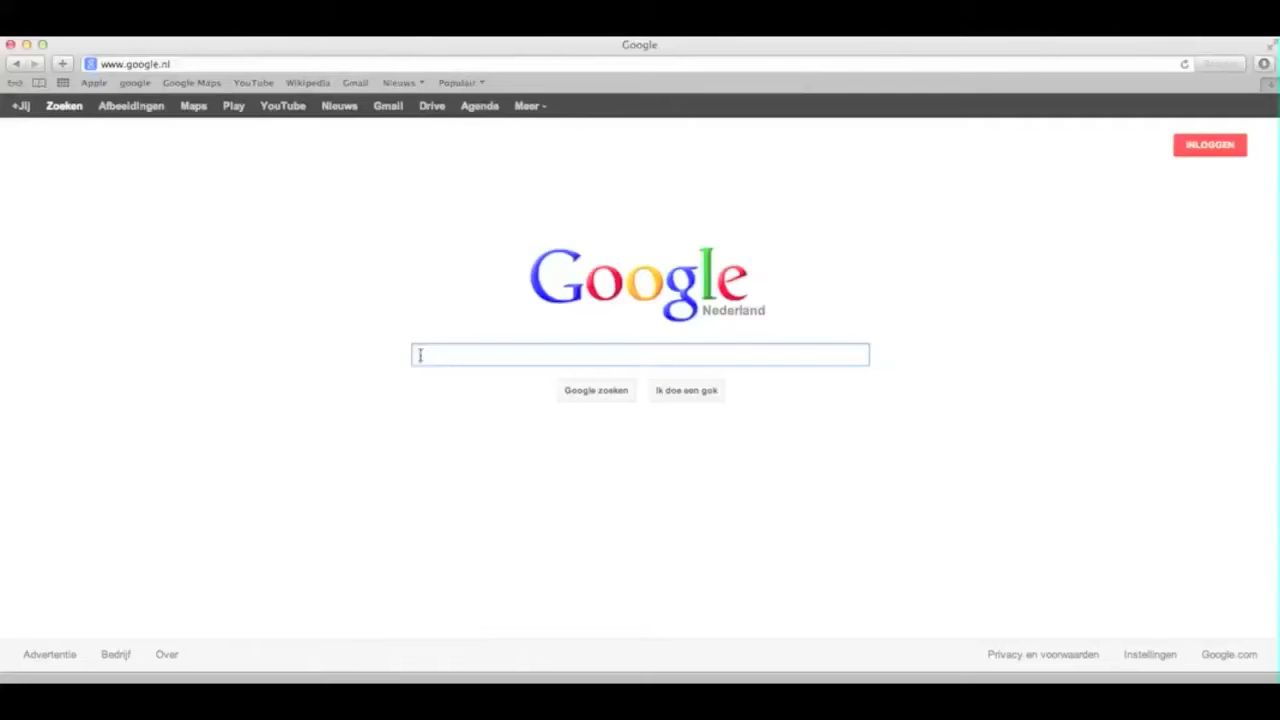 Google
www.google.nl
Apple google Google Maps YouTube Wikipedia Gmail Nieuws Populair
+Jij Zoeken Afbeeldingen Maps Play YouTube Nieuws Gmail Drive Agenda Meer
INLOGGEN
Google
Nederland
Google zoeken Ik doe een gok
Advertentie Bedrijf Over Privacy en voorwaarden Instellingen Google.com